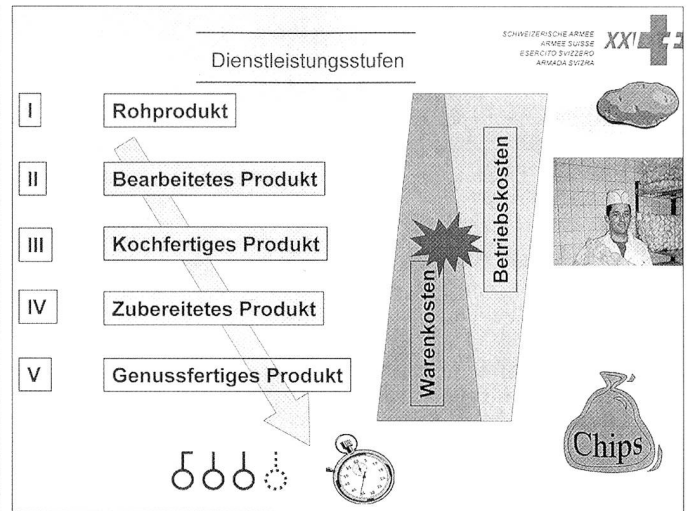 Dienstleistungsstufen
SCHWEIZERISCHE ARMEE
ARMEE SUISSE
ESERCITO SVIZZERO
ARMADA SVIZRA
XXI
I Rohprodukt
II Bearbeitetes Produkt
III Kochfertiges Produkt
IV Zubereitetes Produkt
V Genussfertiges Produkt
Warenkosten
Betriebskosten
Chips